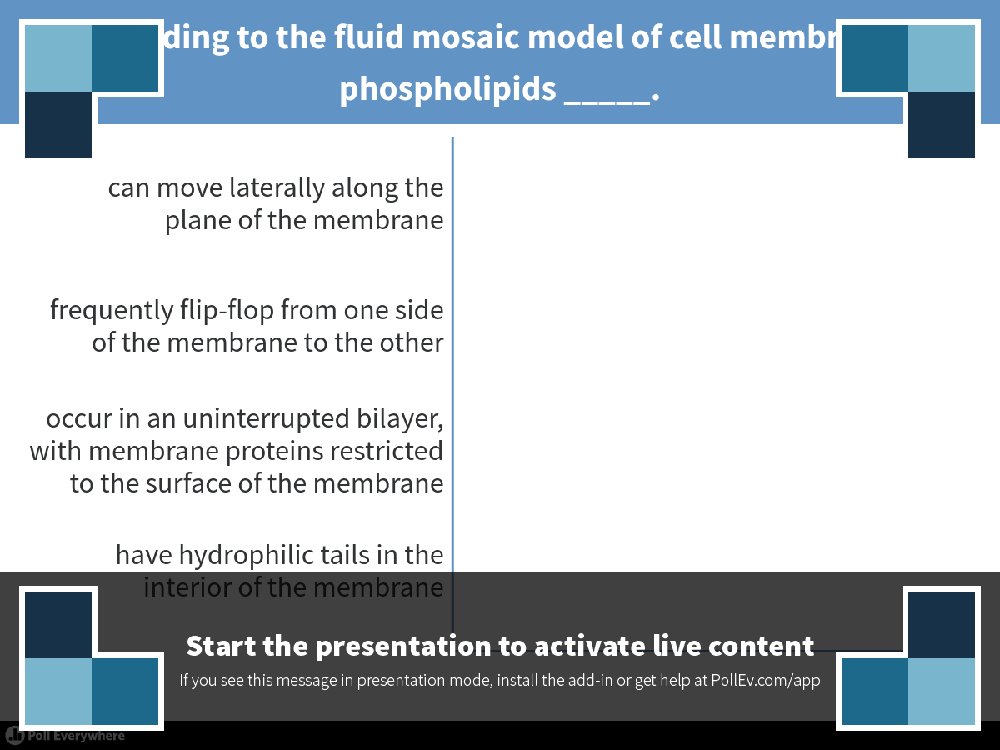 ding to the fluid mosaic model of cell membr
phospholipids _____.
can move laterally along the
plane of the membrane
frequently flip-flop from one side
of the membrane to the other
occur in an uninterrupted bilayer,
with membrane proteins restricted
to the surface of the membrane
have hydrophilic tails in the
interior of the membrane
Start the presentation to activate live content
If you see this message in presentation mode, install the add-in or get help at PollEv.com/app
Poll Everywhere